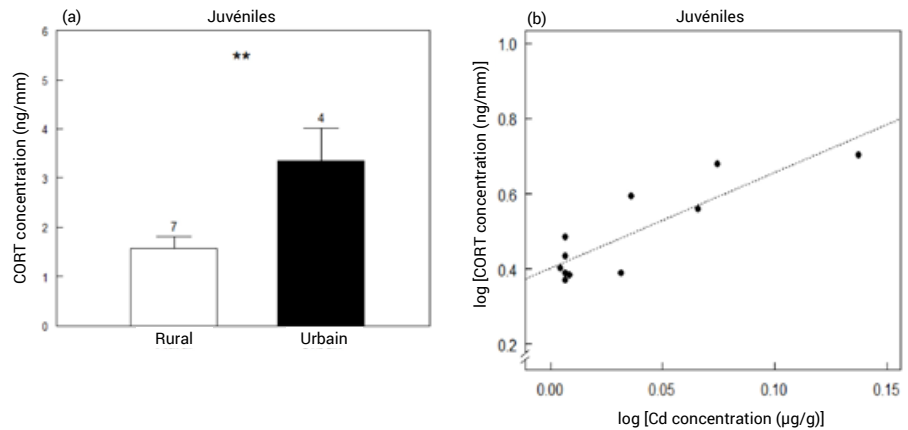 (a) Juvéniles
CORT concentration (ng/mm)
6
5
4
3
2
1
0
**
7
4
Rural Urbain
(b) Juvéniles
log [CORT concentration (ng/mm)]
1.0
0.8
0.6
0.4
0.2
0.00 0.05 0.10 0.15
log [Cd concentration (µg/g)]